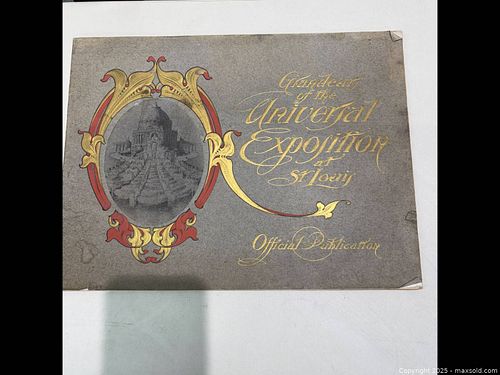 Grandeur
of the
Universal
Exposition
at
St Louis
Official Publication
Copyright 2025 - maxsold.com